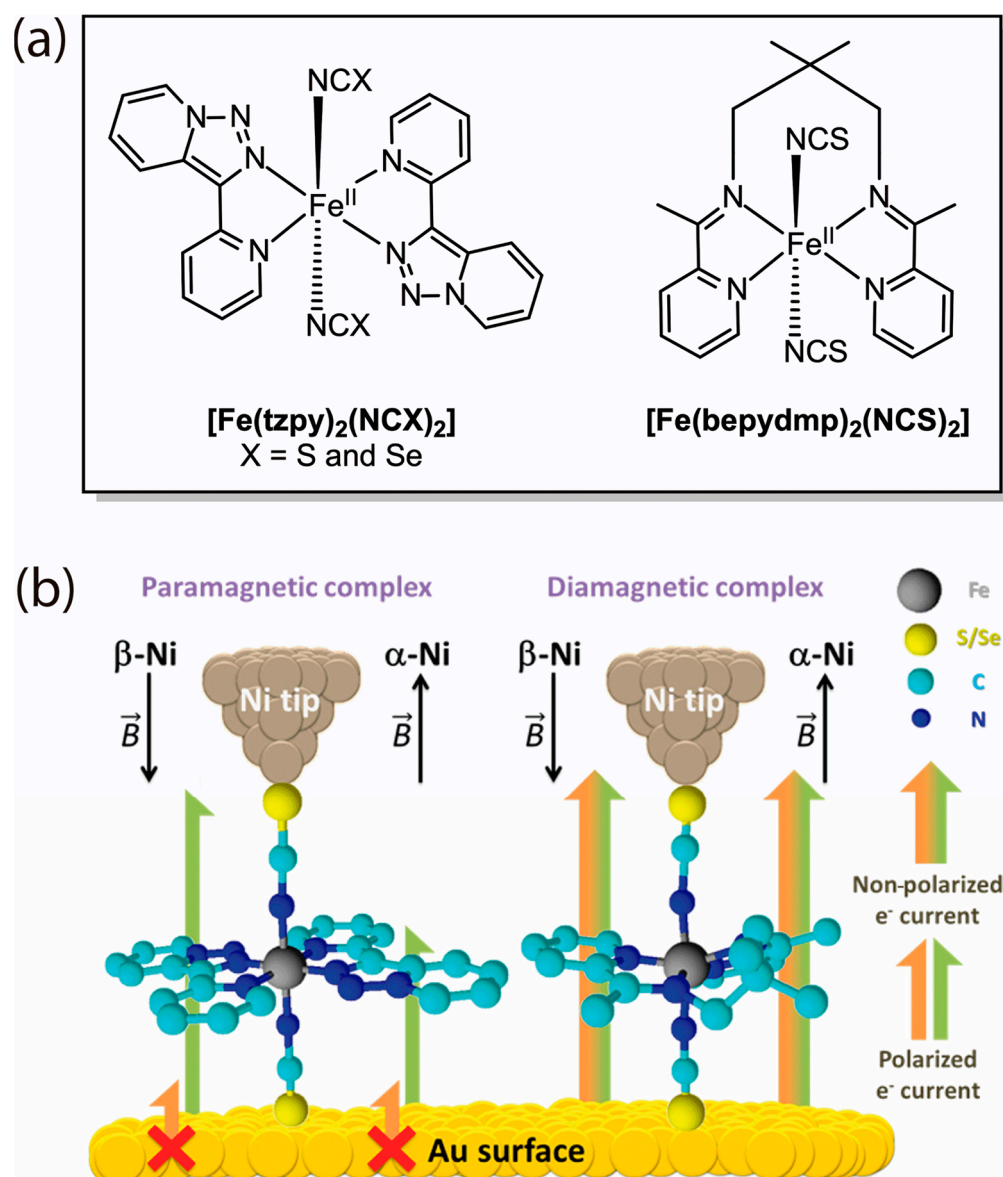 (a)
NCX
N N
N
N
Fe^II
N
N
N N
NCX
[Fe(tzpy)2(NCX)2]
X = S and Se
NCS
N N
Fe^II
N N
NCS
[Fe(bepydmp)2(NCS)2]
(b)
Paramagnetic complex
β-Ni
Ni tip
α-Ni
B
B
Diamagnetic complex
β-Ni
Ni tip
α-Ni
B
B
Fe
S/Se
C
N
Non-polarized
e- current
Polarized
e- current
Au surface